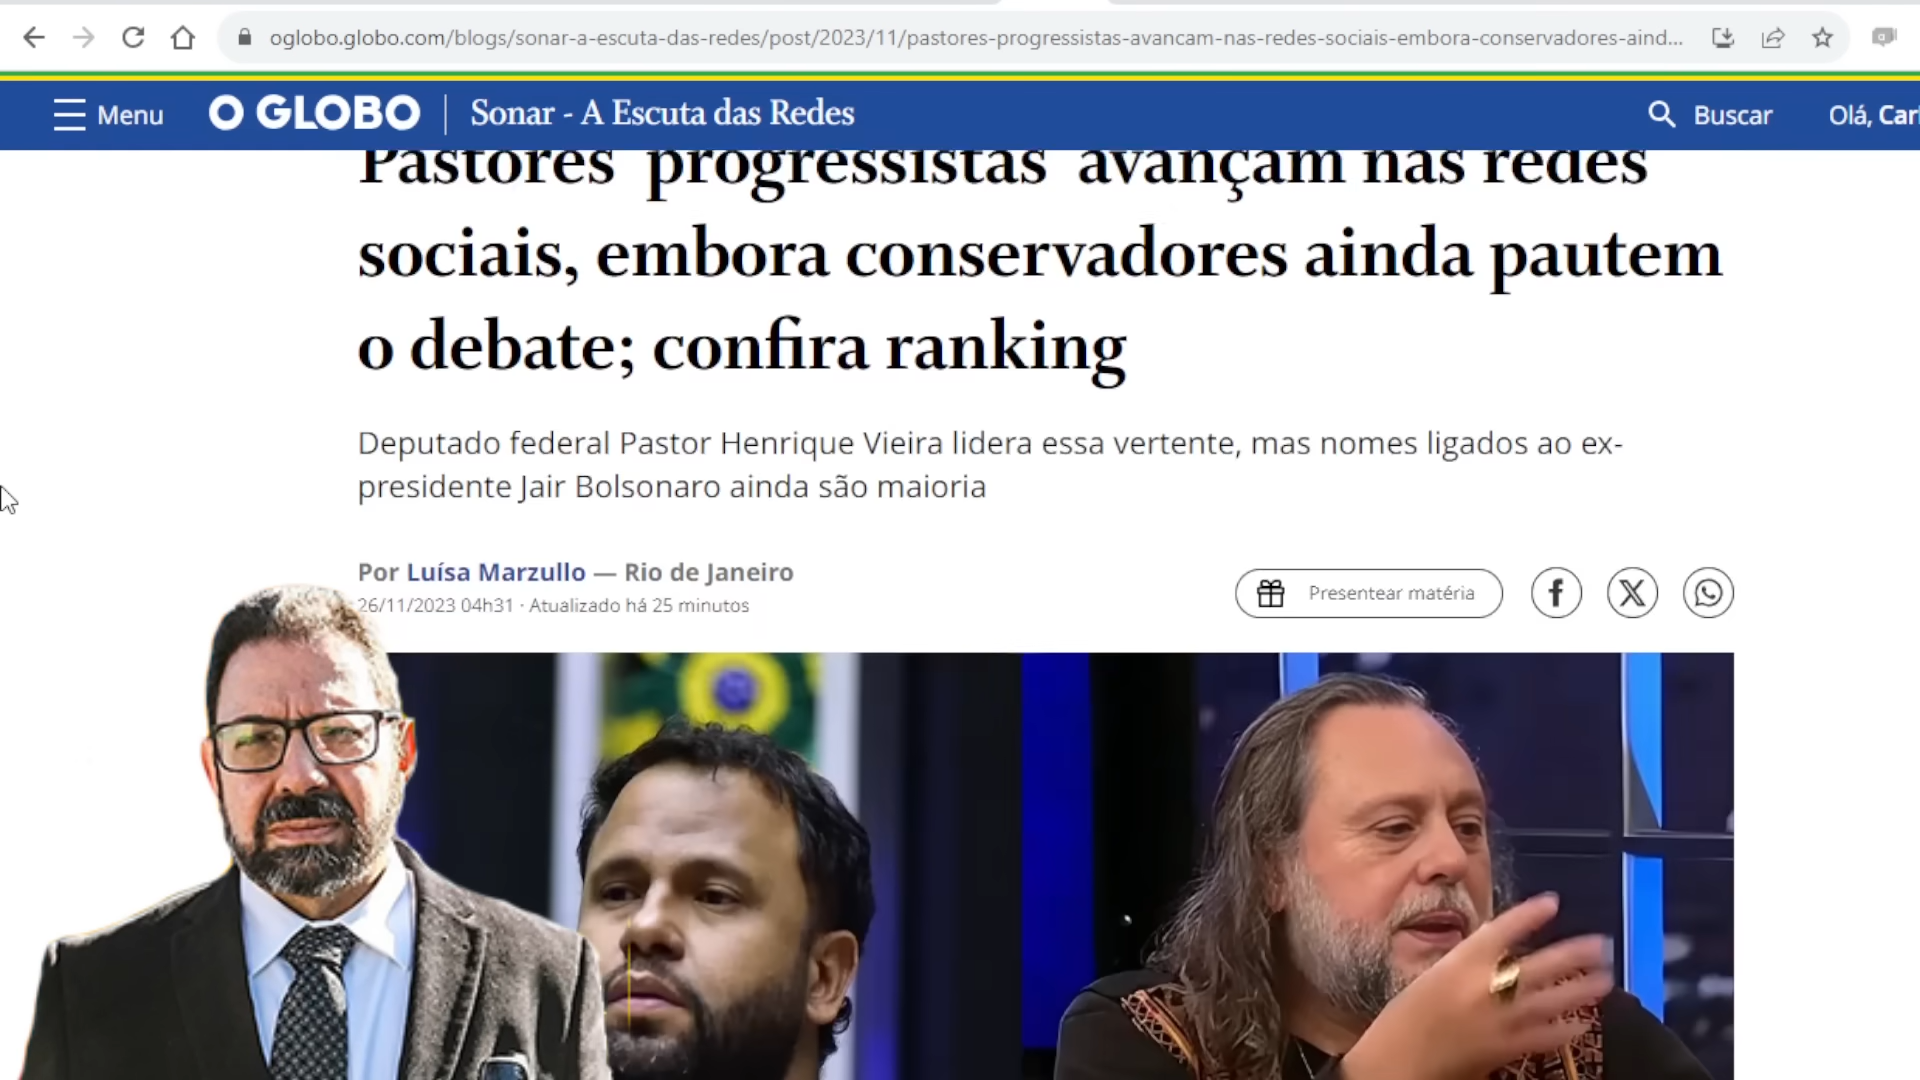 oglobo.globo.com/blogs/sonar-a-escuta-das-redes/post/2023/11/pastores-progressistas-avancam-nas-redes-sociais-embora-conservadores-aind...
Menu
O GLOBO
Sonar - A Escuta das Redes
Buscar
Olá, Carl
Pastores 'progressistas' avançam nas redes
sociais, embora conservadores ainda pautem
o debate; confira ranking
Deputado federal Pastor Henrique Vieira lidera essa vertente, mas nomes ligados ao ex-
presidente Jair Bolsonaro ainda são maioria
Por Luísa Marzullo — Rio de Janeiro
26/11/2023 04h31 · Atualizado há 25 minutos
Presentear matéria